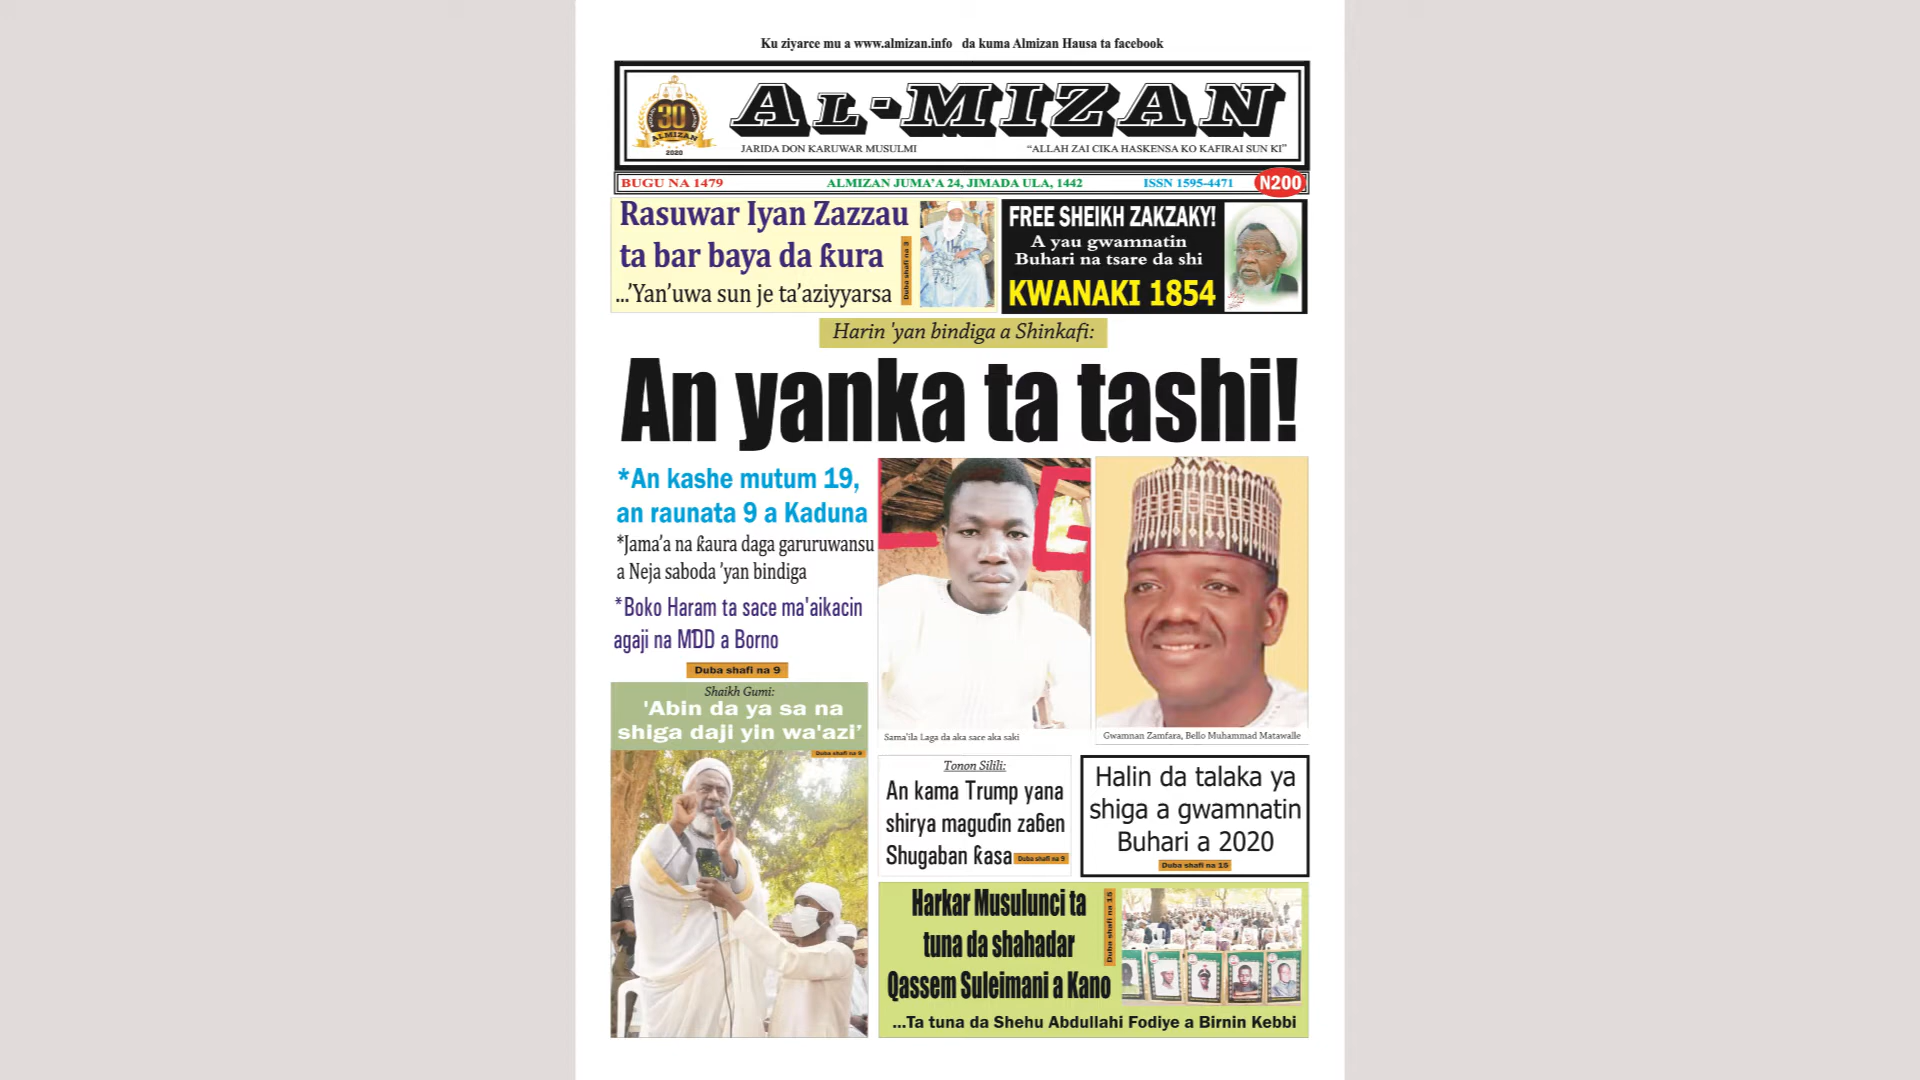 Ku ziyarce mu a www.almizan.info da kuma Almizan Hausa ta facebook
30
ALMIZAN
2020
AL-MIZAN
JARIDA DON KARUWAR MUSULMI
“ALLAH ZAI CIKA HASKENSA KO KAFIRAI SUN KI”
BUGU NA 1479
ALMIZAN JUMA’A 24, JIMADA ULA, 1442
ISSN 1595-4471
N200
Rasuwar Iyan Zazzau
ta bar baya da ƙura
...’Yan’uwa sun je ta’aziyyarsa
Duba shafi na 3
FREE SHEIKH ZAKZAKY!
A yau gwamnatin
Buhari na tsare da shi
KWANAKI 1854
Harin 'yan bindiga a Shinkafi:
An yanka ta tashi!
*An kashe mutum 19,
an raunata 9 a Kaduna
*Jama’a na ƙaura daga garuruwansu
a Neja saboda ’yan bindiga
*Boko Haram ta sace ma'aikacin
agaji na MƊD a Borno
Duba shafi na 9
Sama'ila Laga da aka sace aka saki
Gwamnan Zamfara, Bello Muhammad Matawalle
Shaikh Gumi:
'Abin da ya sa na
shiga daji yin wa'azi’
Duba shafi na 9
Tonon Silili:
An kama Trump yana
shirya maguɗin zaɓen
Shugaban ƙasa
Duba shafi na 9
Halin da talaka ya
shiga a gwamnatin
Buhari a 2020
Duba shafi na 15
Harkar Musulunci ta
tuna da shahadar
Qassem Suleimani a Kano
Duba shafi na 15
...Ta tuna da Shehu Abdullahi Fodiye a Birnin Kebbi